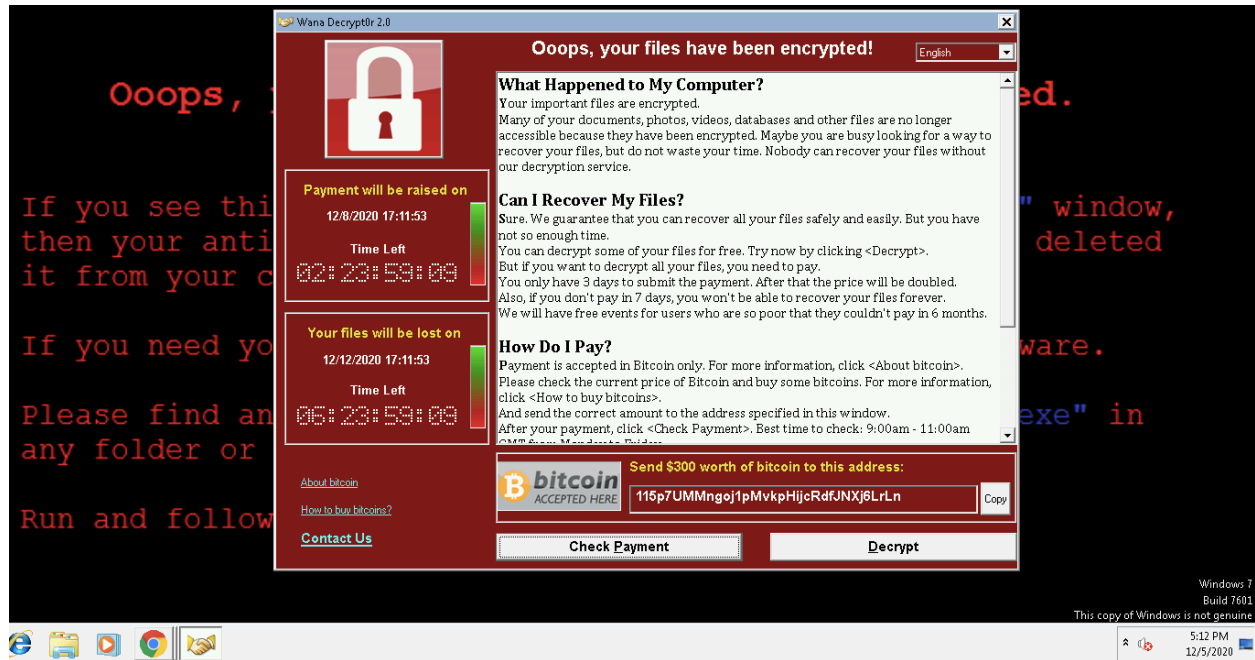 Wana Decrypt0r 2.0
Ooops, your files have been encrypted!
English
Payment will be raised on
12/8/2020 17:11:53
Time Left
02:23:59:09
Your files will be lost on
12/12/2020 17:11:53
Time Left
06:23:59:09
About bitcoin
How to buy bitcoins?
Contact Us
What Happened to My Computer?
Your important files are encrypted.
Many of your documents, photos, videos, databases and other files are no longer
accessible because they have been encrypted. Maybe you are busy looking for a way to
recover your files, but do not waste your time. Nobody can recover your files without
our decryption service.
Can I Recover My Files?
Sure. We guarantee that you can recover all your files safely and easily. But you have
not so enough time.
You can decrypt some of your files for free. Try now by clicking <Decrypt>.
But if you want to decrypt all your files, you need to pay.
You only have 3 days to submit the payment. After that the price will be doubled.
Also, if you don't pay in 7 days, you won't be able to recover your files forever.
We will have free events for users who are so poor that they couldn't pay in 6 months.
How Do I Pay?
Payment is accepted in Bitcoin only. For more information, click <About bitcoin>.
Please check the current price of Bitcoin and buy some bitcoins. For more information,
click <How to buy bitcoins>.
And send the correct amount to the address specified in this window.
After your payment, click <Check Payment>. Best time to check: 9:00am - 11:00am
GMT from Monday to Friday
bitcoin
ACCEPTED HERE
Send $300 worth of bitcoin to this address:
115p7UMMngoj1pMvkpHijcRdfJNXj6LrLn
Copy
Check Payment
Decrypt
Ooops, ed.
If you see thi " window,
then your anti deleted
it from your c
If you need yo ware.
Please find an exe" in
any folder or
Run and follow
Windows 7
Build 7601
This copy of Windows is not genuine
5:12 PM
12/5/2020